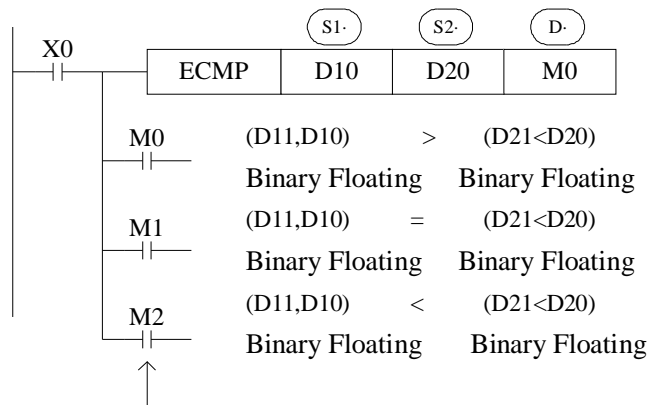 S1· S2· D·
X0
ECMP D10 D20 M0
M0 (D11,D10) > (D21<D20)
Binary Floating Binary Floating
M1 (D11,D10) = (D21<D20)
Binary Floating Binary Floating
M2 (D11,D10) < (D21<D20)
Binary Floating Binary Floating